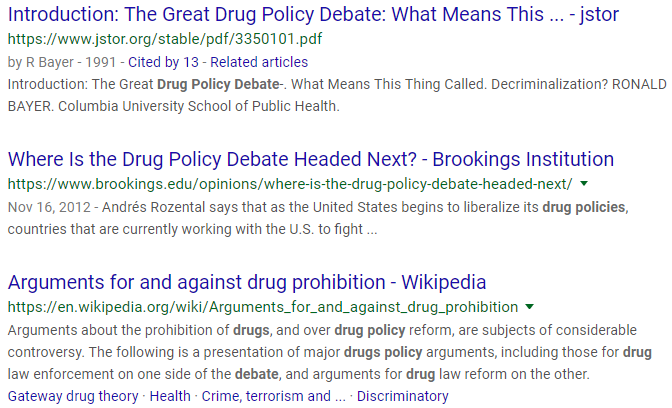 Introduction: The Great Drug Policy Debate: What Means This ... - jstor
https://www.jstor.org/stable/pdf/3350101.pdf
by R Bayer - 1991 - Cited by 13 - Related articles
Introduction: The Great Drug Policy Debate-. What Means This Thing Called. Decriminalization? RONALD
BAYER. Columbia University School of Public Health.
Where Is the Drug Policy Debate Headed Next? - Brookings Institution
https://www.brookings.edu/opinions/where-is-the-drug-policy-debate-headed-next/
Nov 16, 2012 - Andrés Rozental says that as the United States begins to liberalize its drug policies,
countries that are currently working with the U.S. to fight ...
Arguments for and against drug prohibition - Wikipedia
https://en.wikipedia.org/wiki/Arguments_for_and_against_drug_prohibition
Arguments about the prohibition of drugs, and over drug policy reform, are subjects of considerable
controversy. The following is a presentation of major drugs policy arguments, including those for drug
law enforcement on one side of the debate, and arguments for drug law reform on the other.
Gateway drug theory · Health · Crime, terrorism and ... · Discriminatory